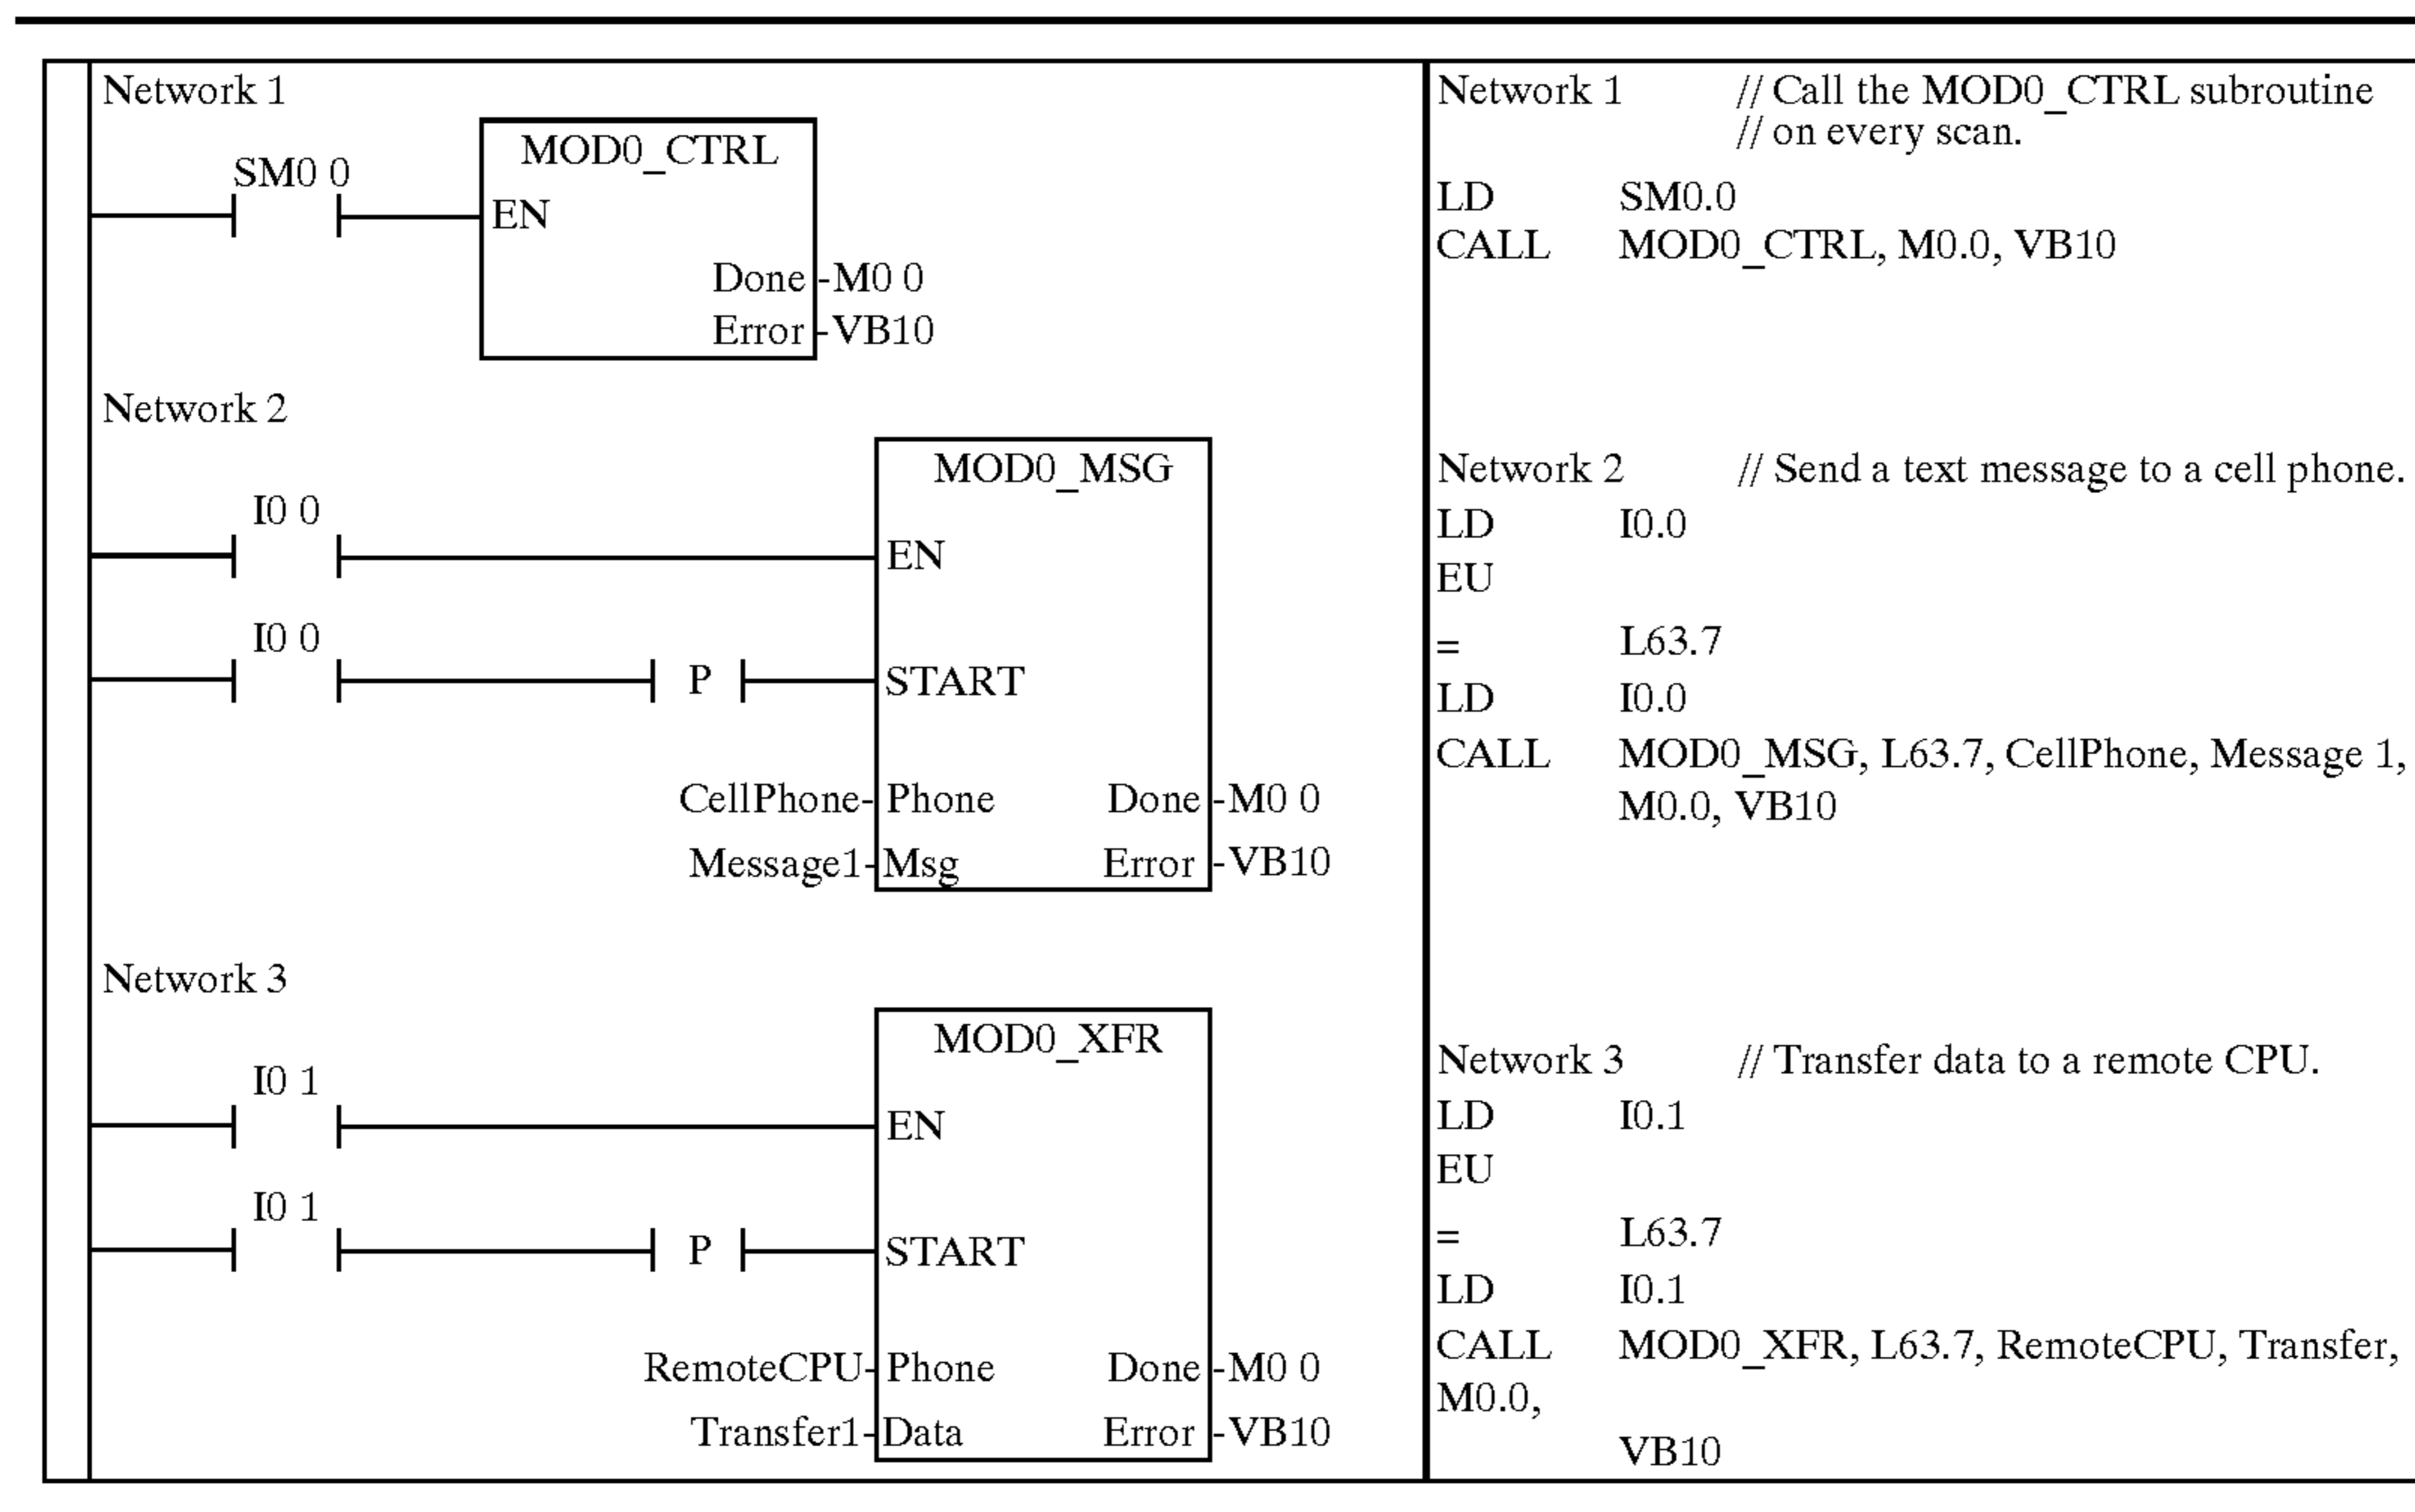 Network 1
SM0 0
MOD0_CTRL
EN
Done -M0 0
Error -VB10
Network 2
MOD0_MSG
I0 0
EN
I0 0
P
START
CellPhone- Phone Done -M0 0
Message1- Msg Error -VB10
Network 3
MOD0_XFR
I0 1
EN
I0 1
P
START
RemoteCPU- Phone Done -M0 0
Transfer1- Data Error -VB10
Network 1 // Call the MOD0_CTRL subroutine
// on every scan.
LD SM0.0
CALL MOD0_CTRL, M0.0, VB10
Network 2 // Send a text message to a cell phone.
LD I0.0
EU
= L63.7
LD I0.0
CALL MOD0_MSG, L63.7, CellPhone, Message 1,
M0.0, VB10
Network 3 // Transfer data to a remote CPU.
LD I0.1
EU
= L63.7
LD I0.1
CALL MOD0_XFR, L63.7, RemoteCPU, Transfer,
M0.0,
VB10